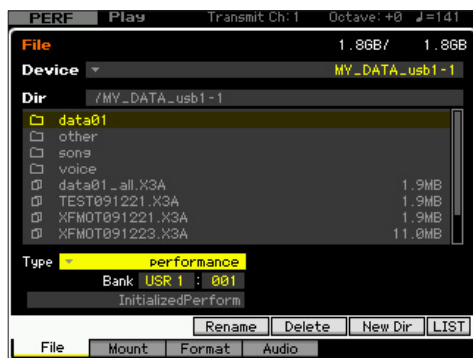 PERF Play Transmit Ch:1 Octave:+0 ♩=141
File 1.8GB/ 1.8GB
Device MY_DATA_usb1-1
Dir /MY_DATA_usb1-1
data01
other
song
voice
data01_all.X3A 1.9MB
TEST091221.X3A 1.9MB
XFMOT091221.X3A 1.9MB
XFMOT091223.X3A 11.0MB
Type performance
Bank USR 1 : 001
InitializedPerform
Rename Delete New Dir LIST
File Mount Format Audio